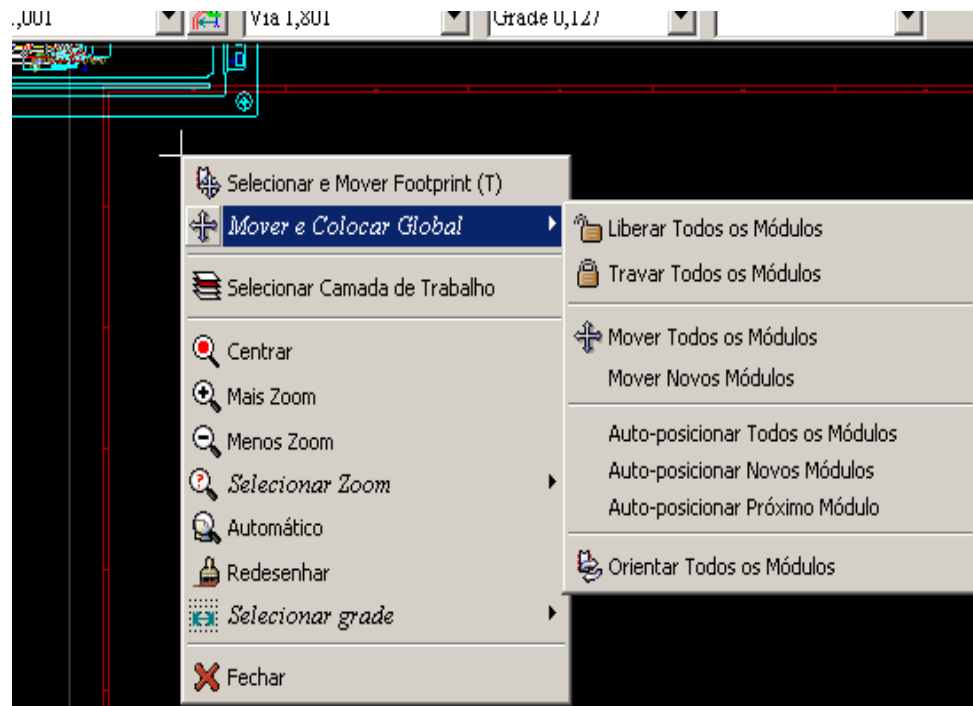 ,001
Via 1,801
Grade 0,127
Selecionar e Mover Footprint (T)
Mover e Colocar Global
Selecionar Camada de Trabalho
Centrar
Mais Zoom
Menos Zoom
Selecionar Zoom
Automático
Redesenhar
Selecionar grade
Fechar
Liberar Todos os Módulos
Travar Todos os Módulos
Mover Todos os Módulos
Mover Novos Módulos
Auto-posicionar Todos os Módulos
Auto-posicionar Novos Módulos
Auto-posicionar Próximo Módulo
Orientar Todos os Módulos